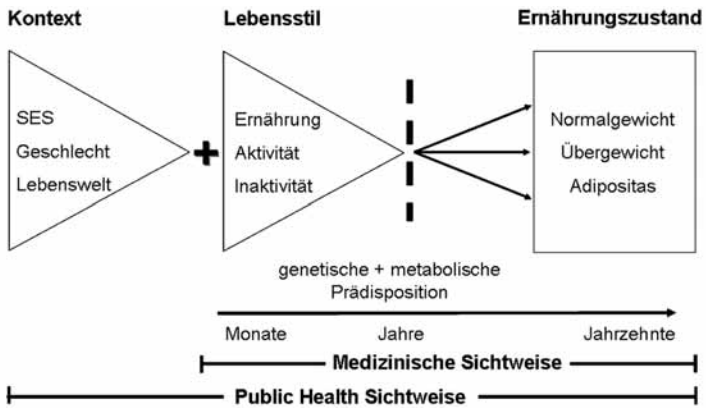 Kontext
Lebensstil
Ernährungszustand
SES
Geschlecht
Lebenswelt
+
Ernährung
Aktivität
Inaktivität
Normalgewicht
Übergewicht
Adipositas
genetische + metabolische
Prädisposition
Monate
Jahre
Jahrzehnte
Medizinische Sichtweise
Public Health Sichtweise